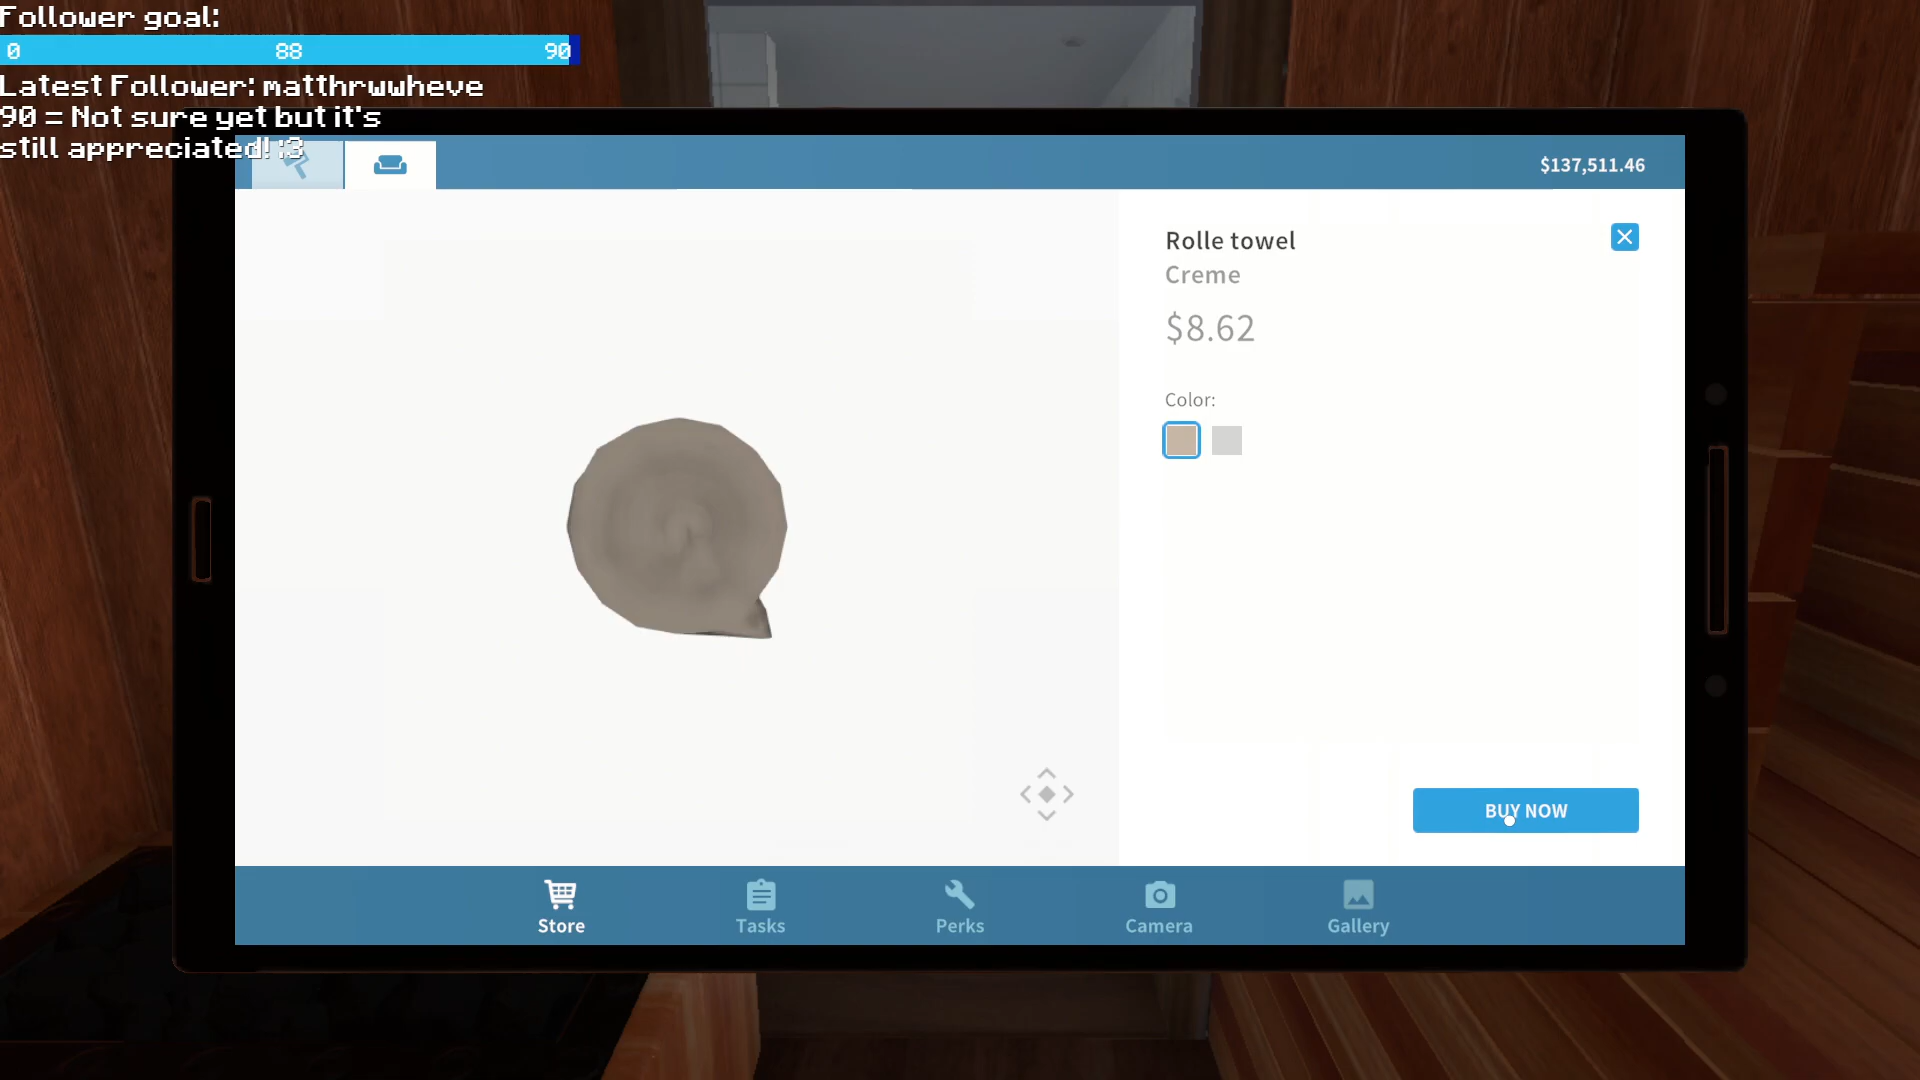 Follower goal:
0 88 90
Latest Follower: matthrwwheve
90 = Not sure yet but it's
still appreciated! :3
$137,511.46
Rolle towel
Creme
$8.62
Color:
BUY NOW
Store
Tasks
Perks
Camera
Gallery